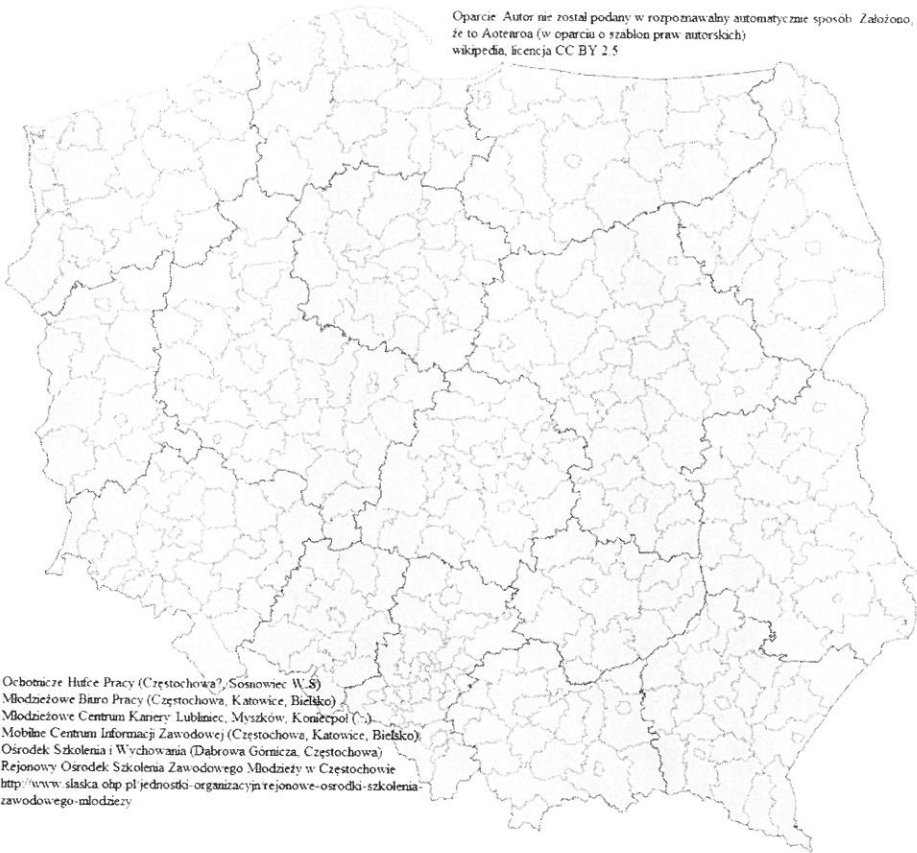 Oparcie Autor nie został podany w rozpoznawalny automatycznie sposób. Założono,
że to Aotearoa (w oparciu o szablon praw autorskich)
wikipedia, licencja CC BY 2.5
Ochotnicze Hufce Pracy (Częstochowa?, Sosnowiec W.S)
Młodzieżowe Biuro Pracy (Częstochowa, Katowice, Bielsko)
Młodzieżowe Centrum Kariery Lubliniec, Myszków, Koniecpol (...)
Mobilne Centrum Informacji Zawodowej (Częstochowa, Katowice, Bielsko)
Ośrodek Szkolenia i Wychowania (Dabrowa Górnicza, Częstochowa)
Rejonowy Ośrodek Szkolenia Zawodowego Młodzieży w Częstochowie
http://www.slaska.ohp.pl/jednostki-organizacyjn/rejonowe-osrodki-szkolenia-
zawodowego-mlodziezy